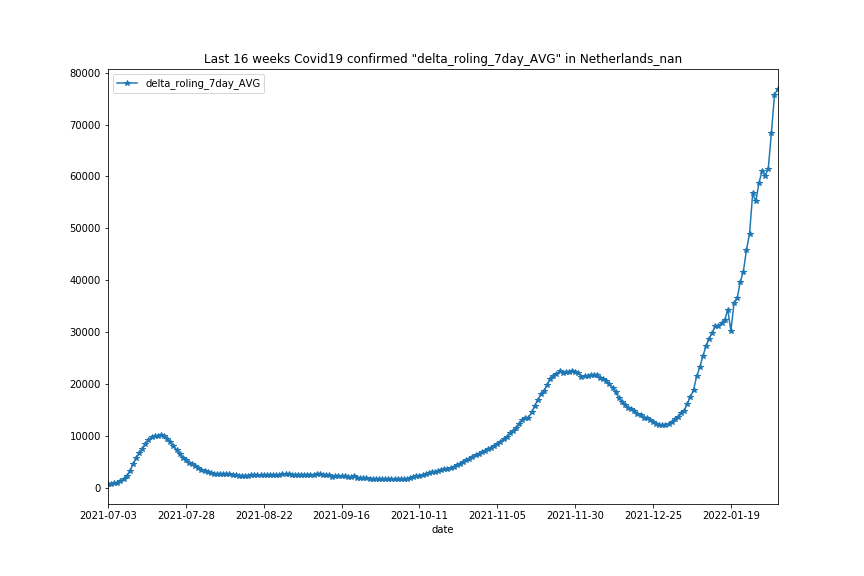 Last 16 weeks Covid19 confirmed "delta_roling_7day_AVG" in Netherlands_nan
delta_roling_7day_AVG
80000
70000
60000
50000
40000
30000
20000
10000
0
2021-07-03 2021-07-28 2021-08-22 2021-09-16 2021-10-11 2021-11-05 2021-11-30 2021-12-25 2022-01-19
date